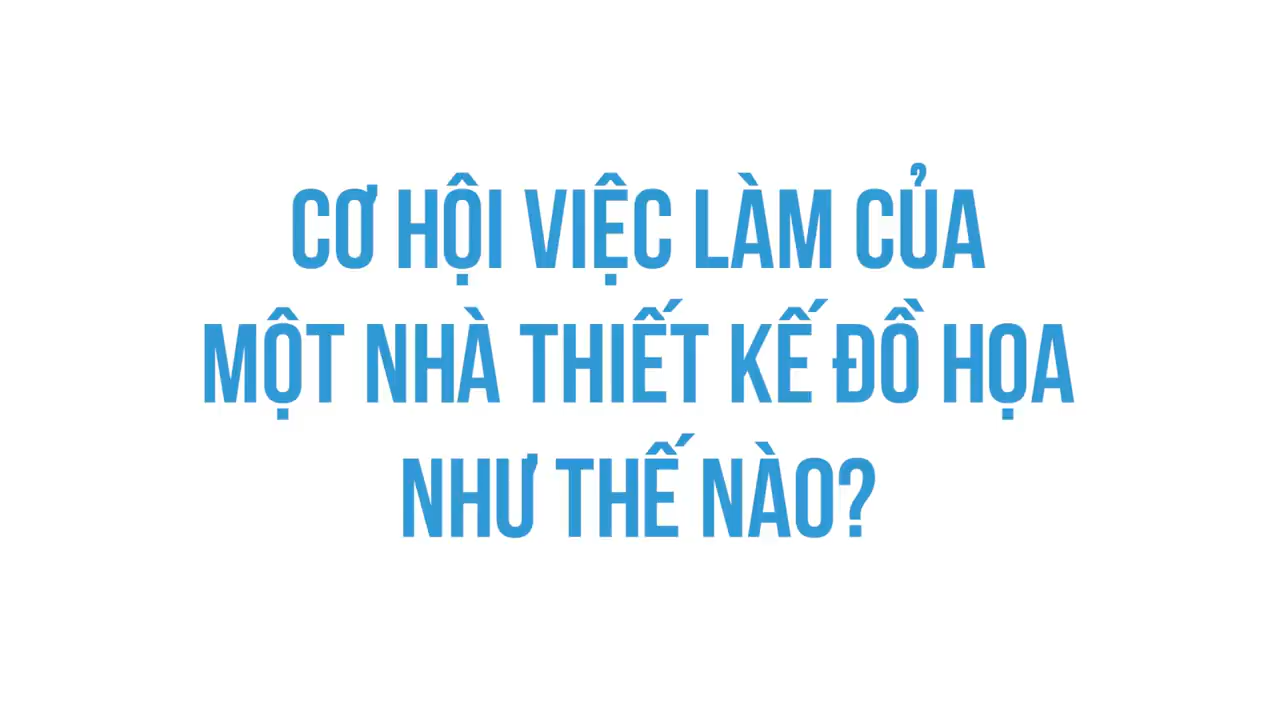 CƠ HỘI VIỆC LÀM CỦA
MỘT NHÀ THIẾT KẾ ĐỒ HỌA
NHƯ THẾ NÀO?